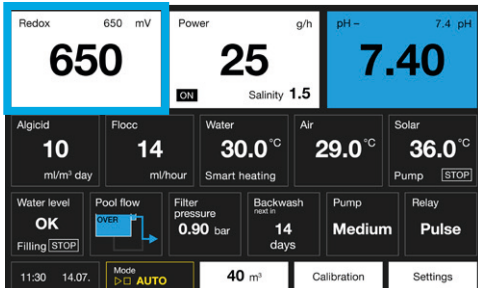 Redox 650 mV
650
Power g/h
25
ON Salinity 1.5
pH – 7.4 pH
7.40
Algicid
10
ml/m³ day
Flocc
14
ml/hour
Water
30.0°C
Smart heating
Air
29.0°C
Solar
36.0°C
Pump STOP
Water level
OK
Filling STOP
Pool flow
OVER
Filter
pressure
0.90 bar
Backwash
next in
14
days
Pump
Medium
Relay
Pulse
11:30 14.07.
Mode
AUTO
40 m³
Calibration
Settings